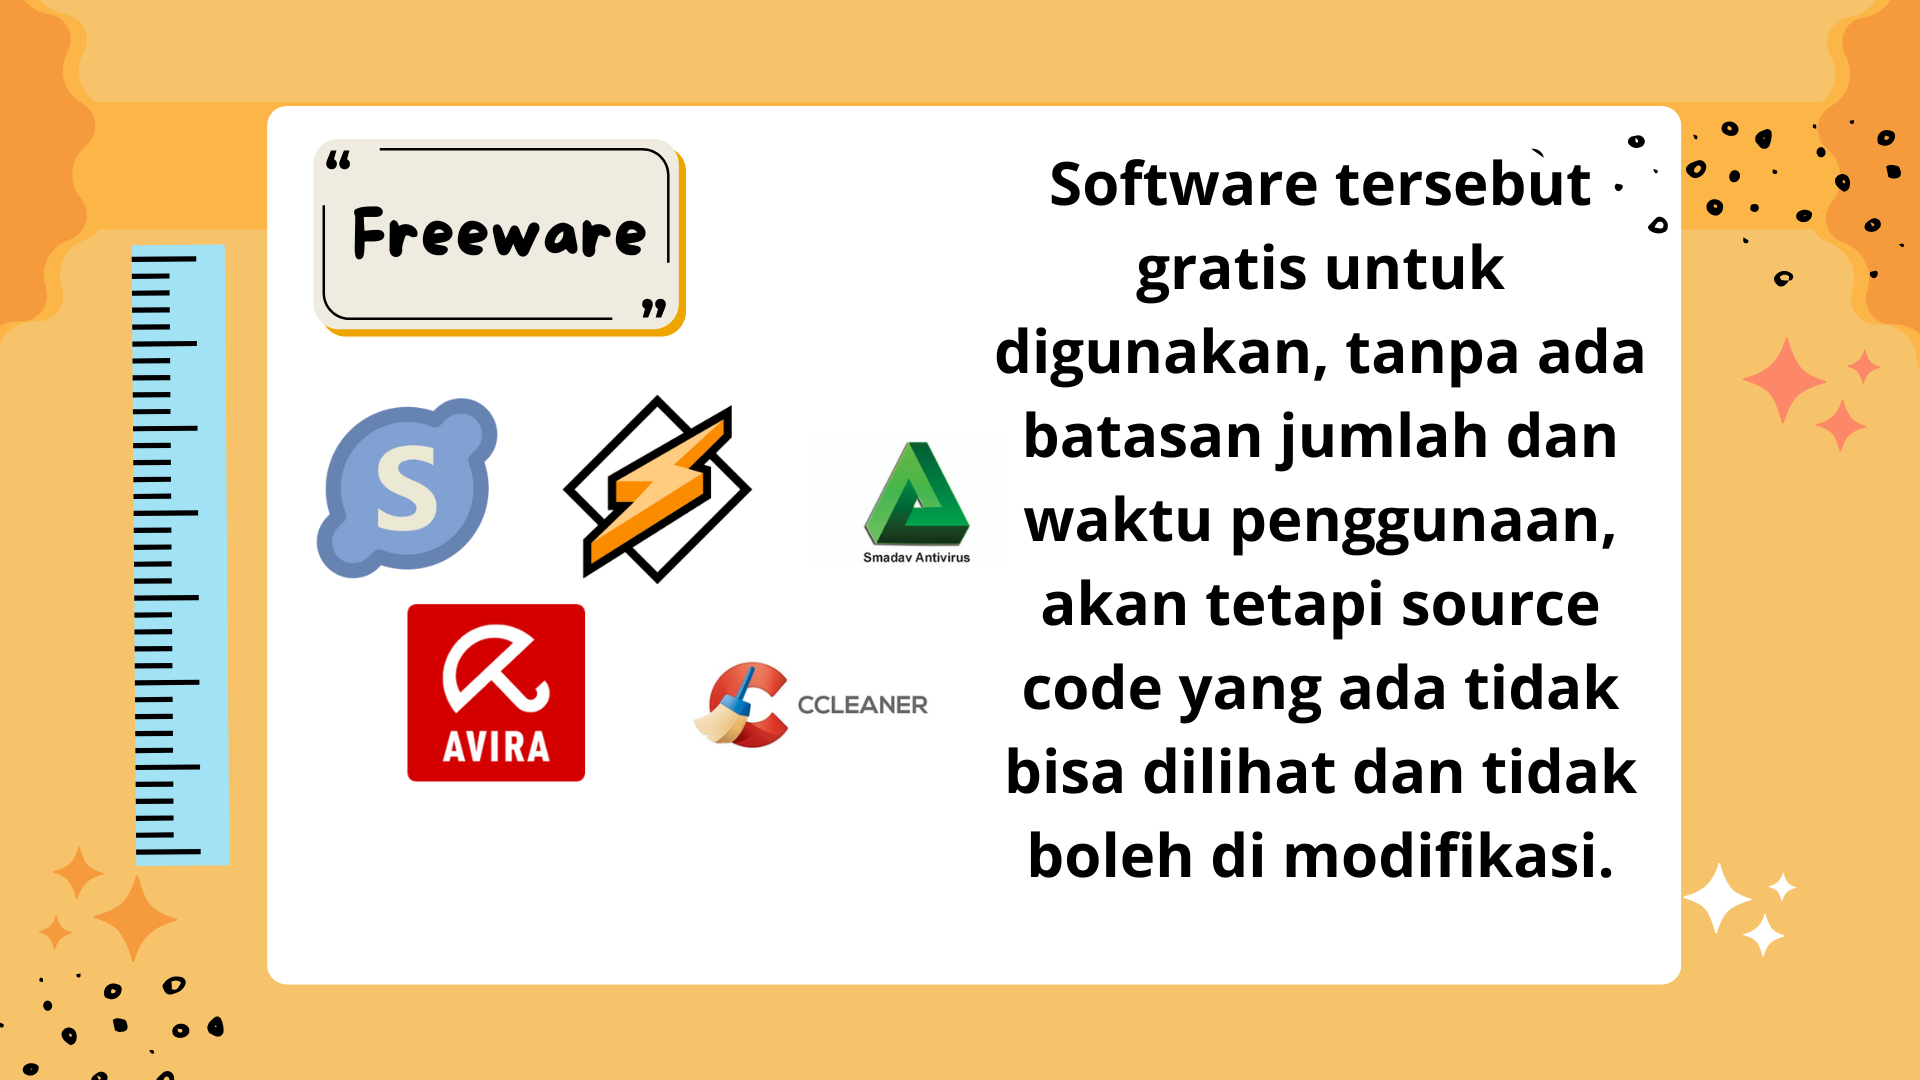 “
Freeware
”
S
Smadav Antivirus
AVIRA
CCLEANER
Software tersebut
gratis untuk
digunakan, tanpa ada
batasan jumlah dan
waktu penggunaan,
akan tetapi source
code yang ada tidak
bisa dilihat dan tidak
boleh di modifikasi.